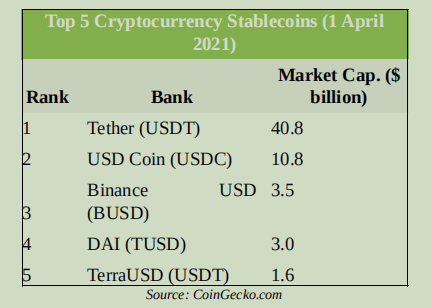 Top 5 Cryptocurrency Stablecoins (1 April
2021)
Market Cap. ($
Rank Bank billion)
1 Tether (USDT) 40.8
2 USD Coin (USDC) 10.8
Binance USD 3.5
3 (BUSD)
4 DAI (TUSD) 3.0
5 TerraUSD (USDT) 1.6
Source: CoinGecko.com